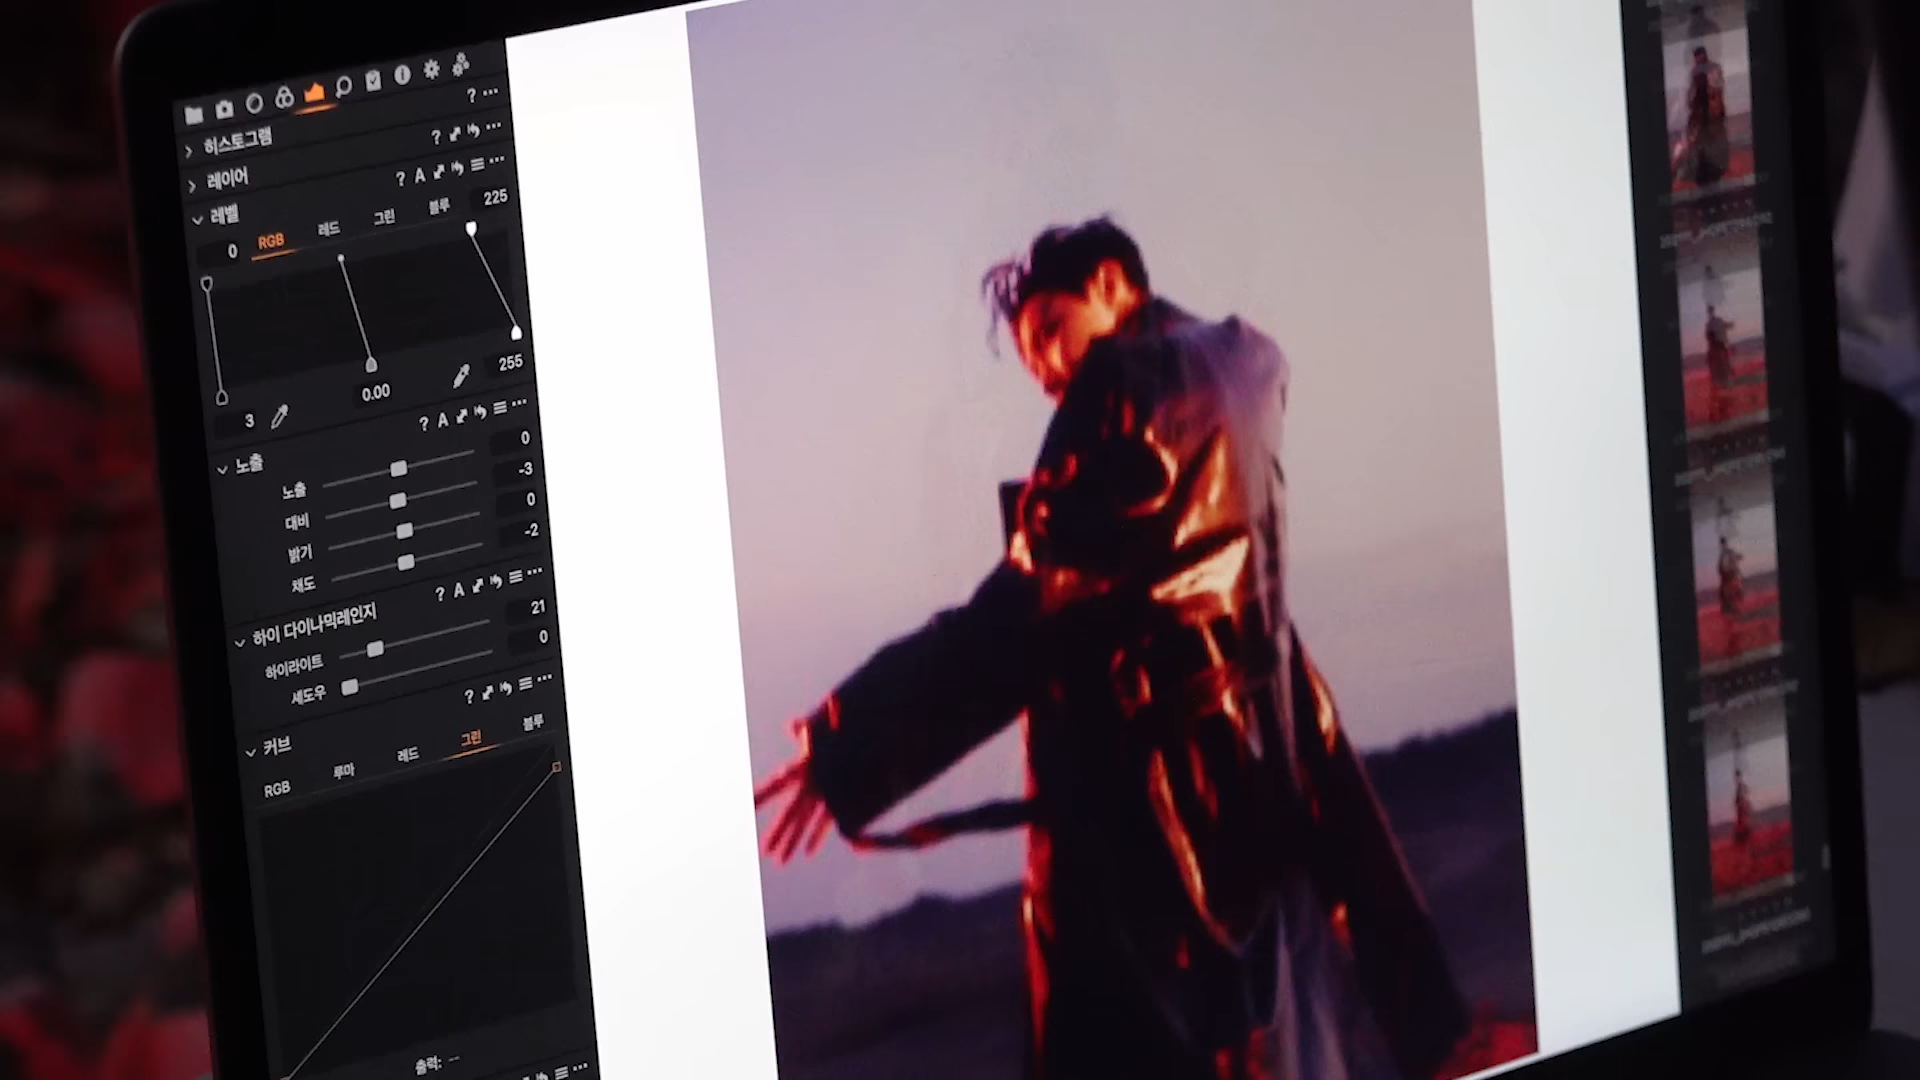 히스토그램
레이어
레벨
0 RGB 레드 그린 블루 225
3 0.00 255
노출
노출 0
대비 -3
밝기 0
채도 -2
하이 다이나믹레인지
하이라이트 21
세도우 0
커브
RGB 루마 레드 그린 블루
출력: --